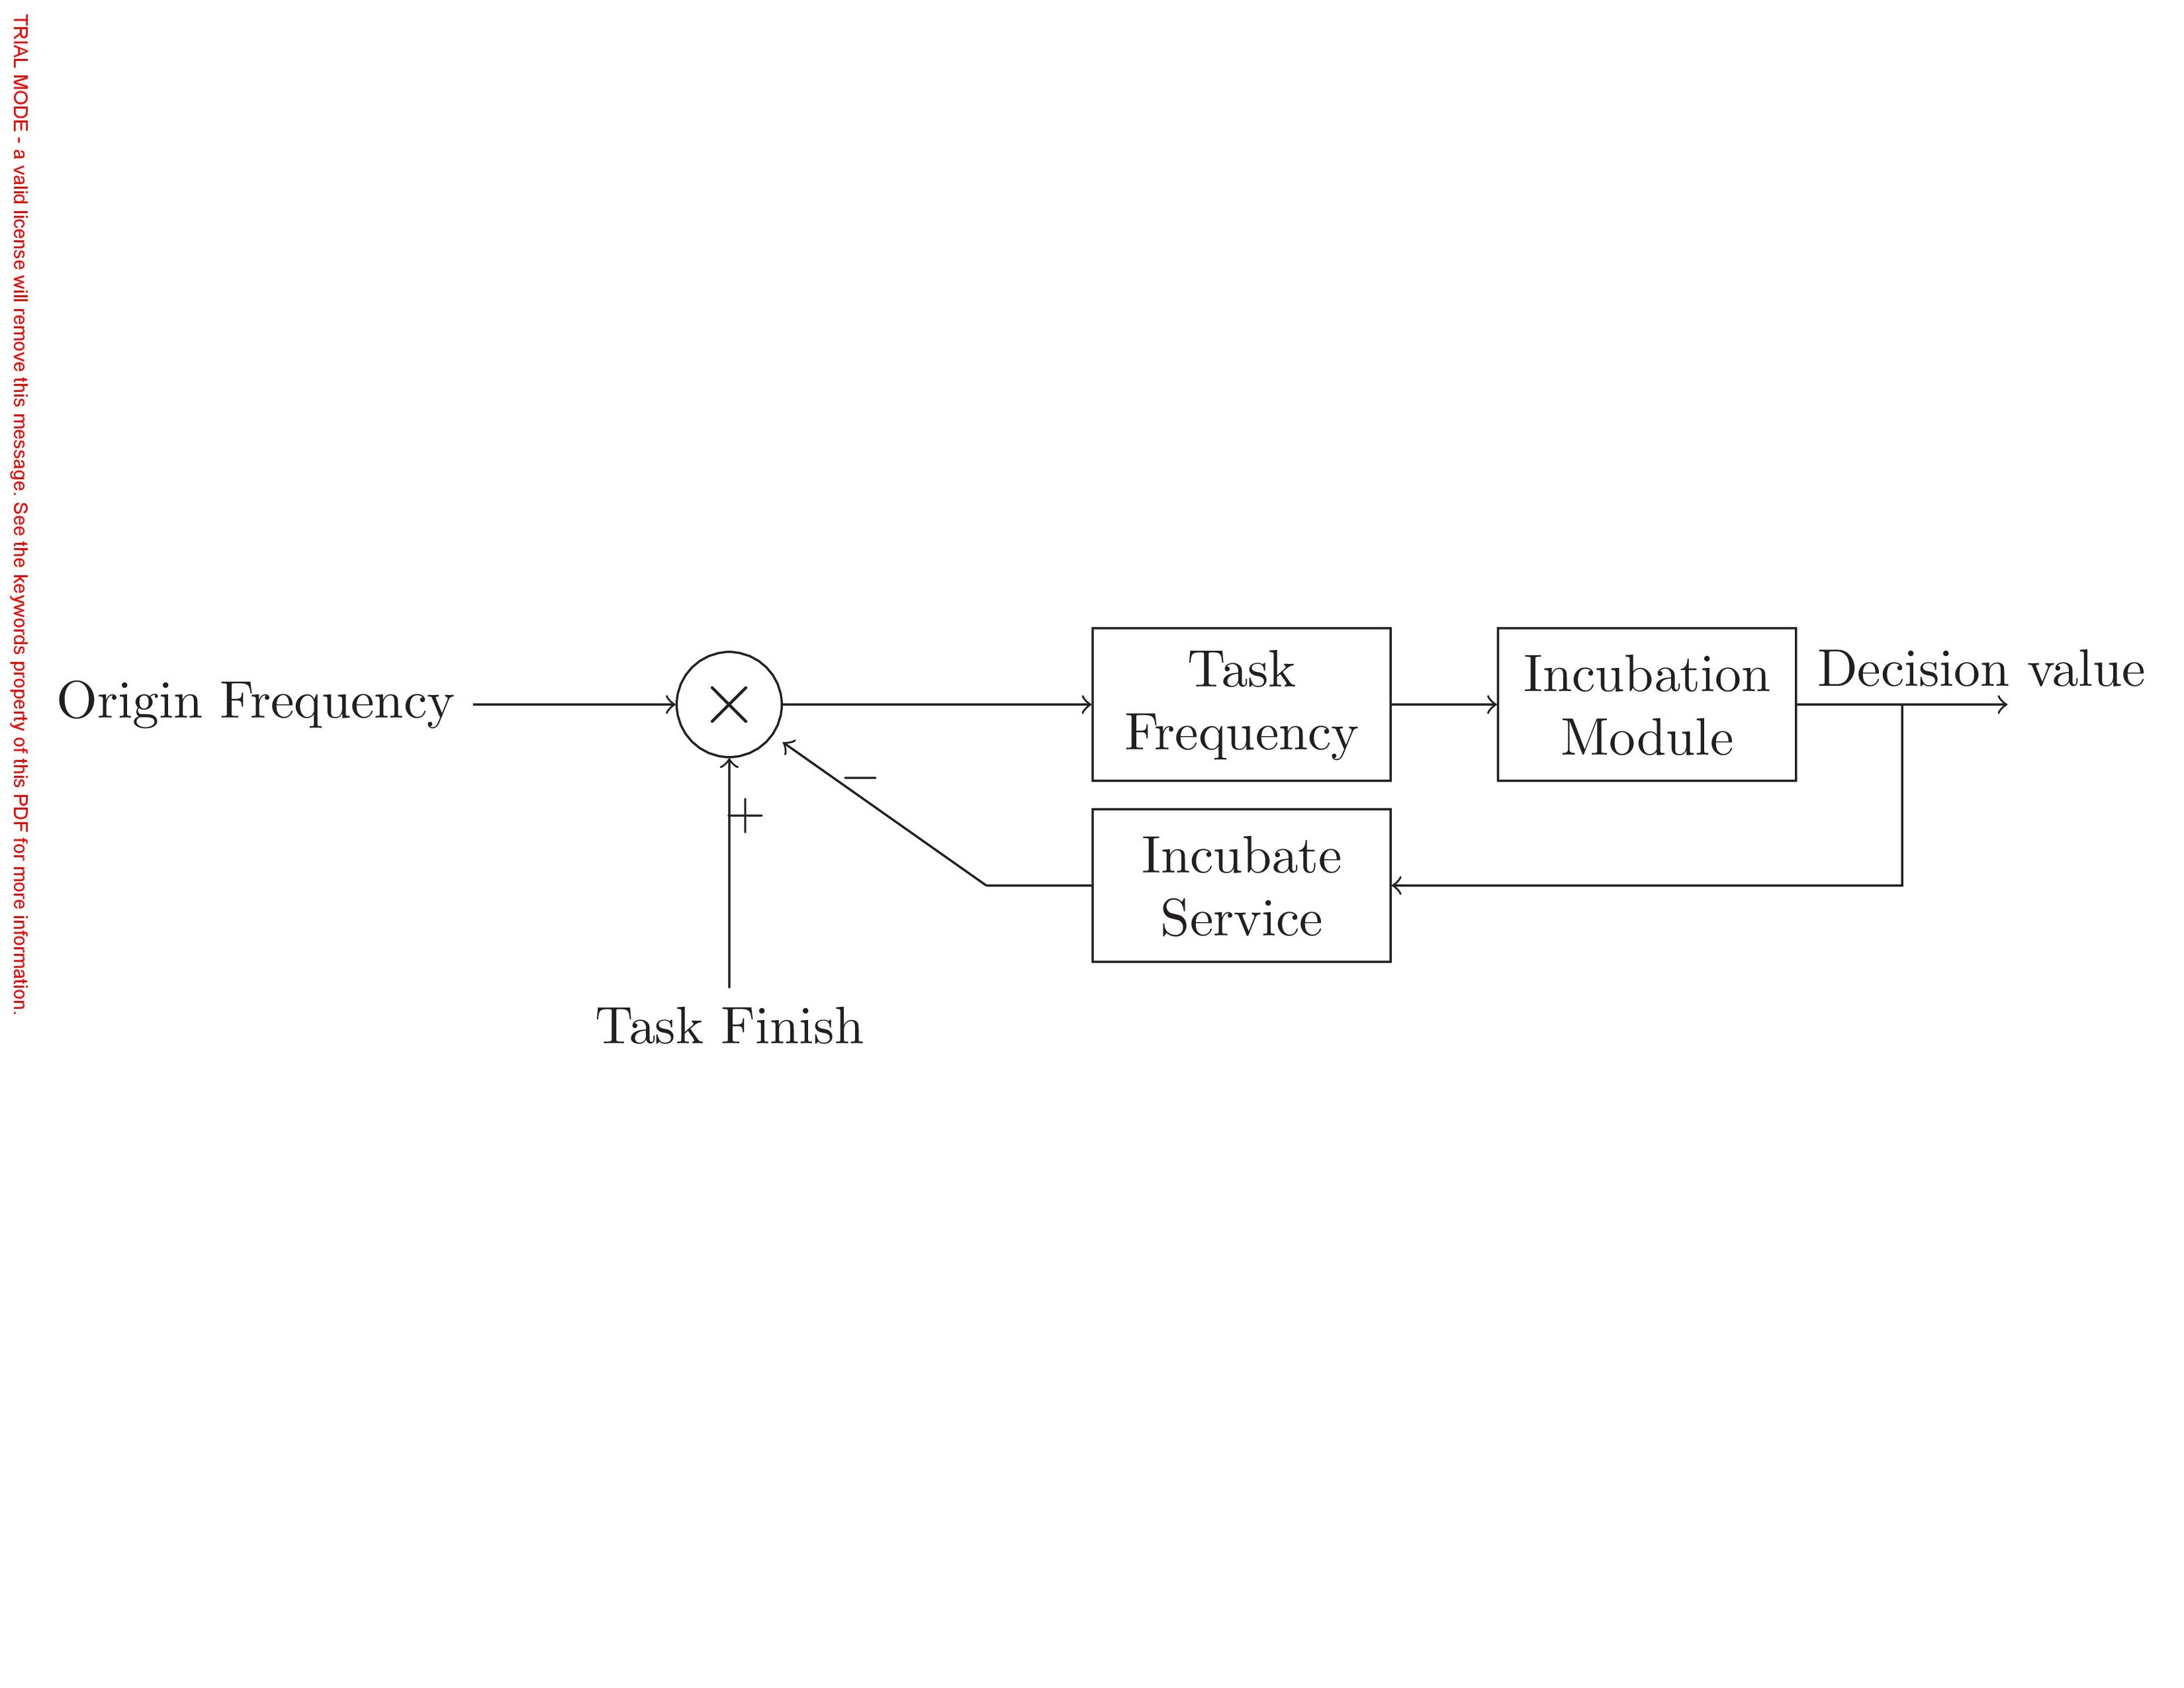 TRIAL MODE - a valid license will remove this message. See the keywords property of this PDF for more information.
Origin Frequency
×
Task
Frequency
Incubation
Module
Decision value
−
+
Incubate
Service
Task Finish